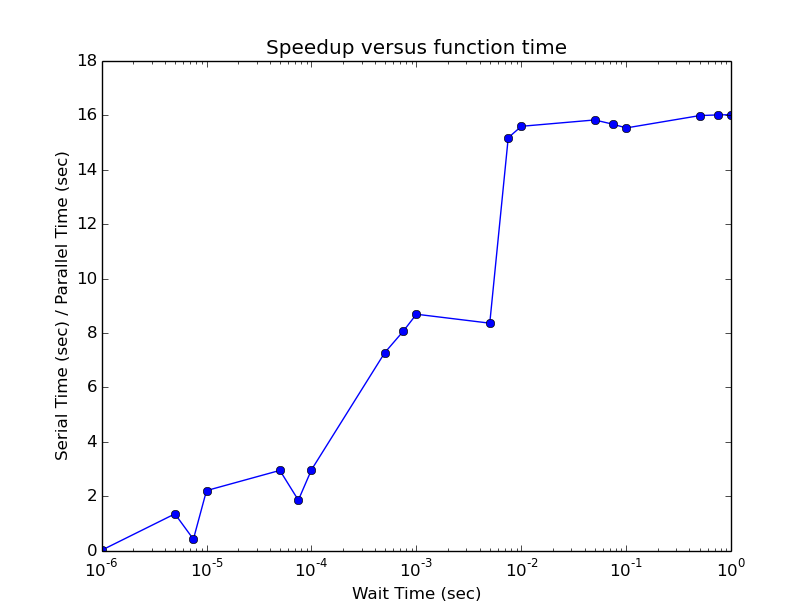 Speedup versus function time
Serial Time (sec) / Parallel Time (sec)
18
16
14
12
10
8
6
4
2
0
10^-6 10^-5 10^-4 10^-3 10^-2 10^-1 10^0
Wait Time (sec)